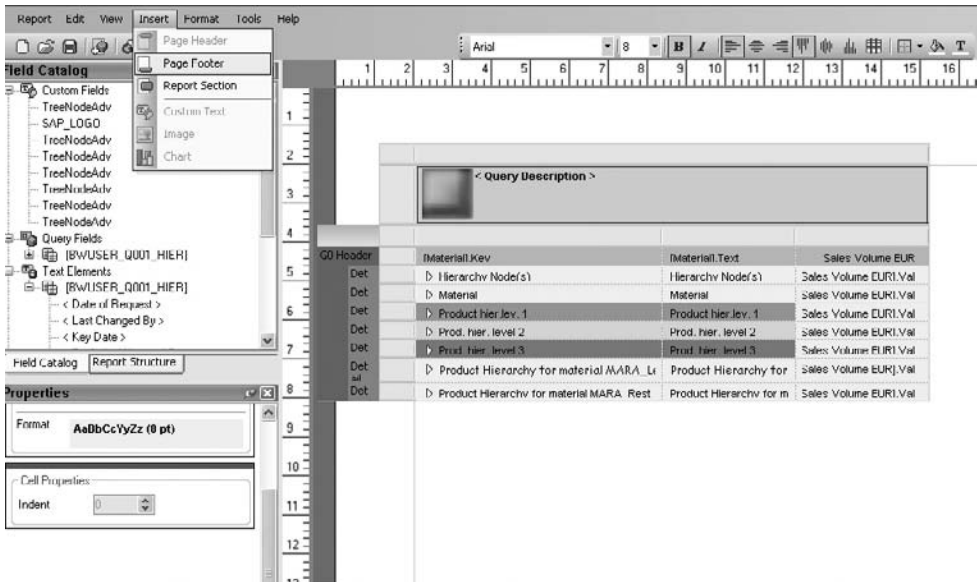 Report Edit View Insert Format Tools Help
Page Header
Page Footer
Report Section
Custom Text
Image
Chart
Arial
8
B I
Field Catalog
Custom Fields
TreeNodeAdv
SAP_LOGO
TreeNodeAdv
TreeNodeAdv
TreeNodeAdv
TreeNodeAdv
TreeNodeAdv
TreeNodeAdv
Query Fields
[BWUSER_Q001_HIER]
Text Elements
[BWUSER_Q001_HIER]
< Date of Request >
< Last Changed By >
< Key Date >
Field Catalog Report Structure
Properties
Format AaBbCcYyZz (0 pt)
Cell Properties
Indent 0
1 2 3 4 5 6 7 8 9 10 11 12 13 14 15 16
1
2
3
4
5
6
7
8
9
10
11
12
< Query Description >
G0 Header [Material].Key [Material].Text Sales Volume EUR
Det Hierarchy Node(s) Hierarchy Node(s) Sales Volume EUR].Val
Det Material Material Sales Volume EUR].Val
Det Product hier.lev. 1 Product hier.lev. 1 Sales Volume EUR].Val
Det Prod. hier. level 2 Prod. hier. level 2 Sales Volume EUR].Val
Det Prod. hier. level 3 Prod. hier. level 3 Sales Volume EUR].Val
Det Product Hierarchy for material MARA_Le Product Hierarchy for Sales Volume EUR].Val
Det Product Hierarchy for material MARA_Rest Product Hierarchy for m Sales Volume EUR].Val